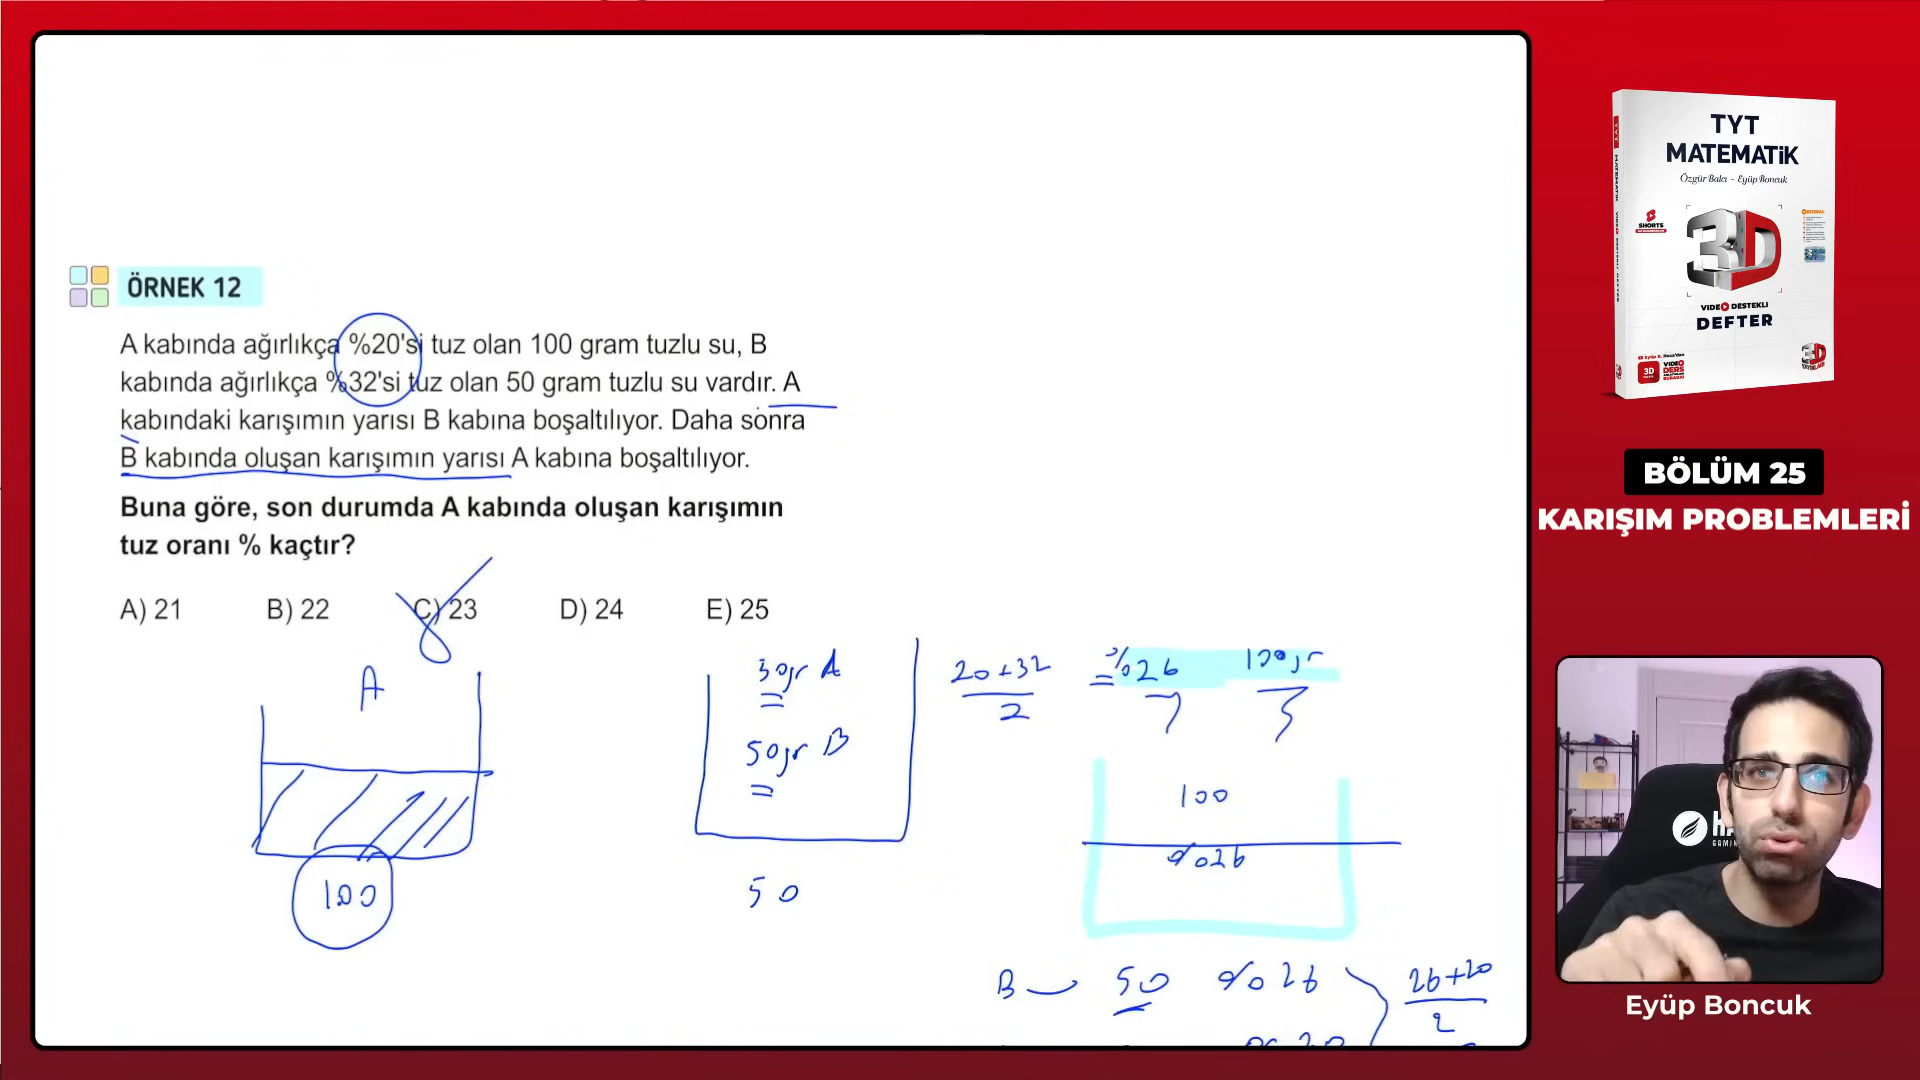 ÖRNEK 12
A kabında ağırlıkça %20'si tuz olan 100 gram tuzlu su, B
kabında ağırlıkça %32'si tuz olan 50 gram tuzlu su vardır. A
kabındaki karışımın yarısı B kabına boşaltılıyor. Daha sonra
B kabında oluşan karışımın yarısı A kabına boşaltılıyor.
Buna göre, son durumda A kabında oluşan karışımın
tuz oranı % kaçtır?
A) 21 B) 22 C) 23 D) 24 E) 25
A
100
50gr A
50gr B
50
20+32
2
=%26 100gr
100
%26
B 50 %26
26+20
2
TYT
MATEMATİK
Özgür Balcı - Eyüp Boncuk
SHORTS
3D
VIDEO DESTEKLİ
DEFTER
BÖLÜM 25
KARIŞIM PROBLEMLERİ
Eyüp Boncuk